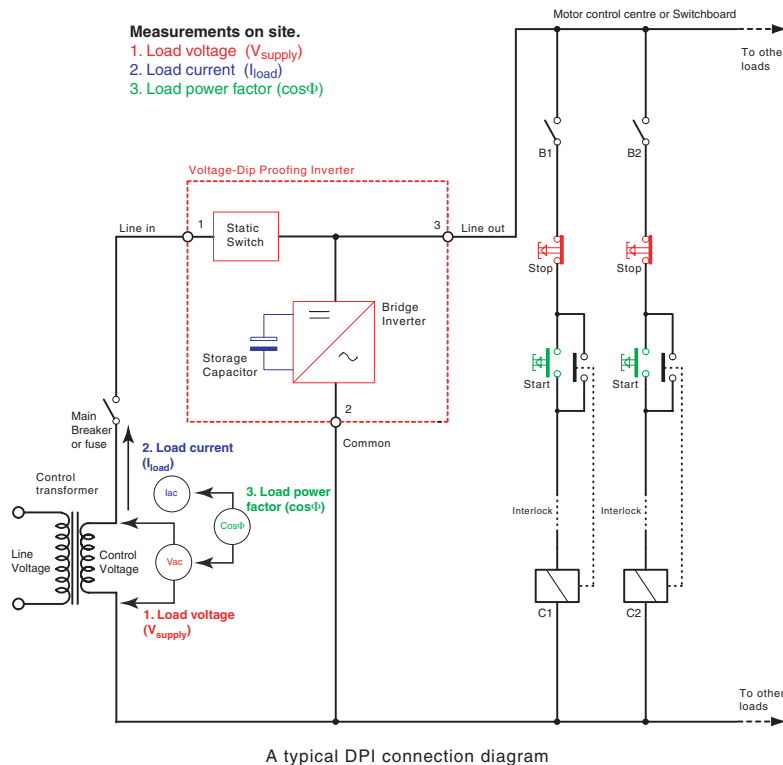 Measurements on site.
1. Load voltage (Vsupply)
2. Load current (Iload)
3. Load power factor (cosΦ)
Motor control centre or Switchboard
To other
loads
B1
B2
Voltage-Dip Proofing Inverter
Line in
1
Static
Switch
3
Line out
Stop
Stop
Bridge
Inverter
Storage
Capacitor
Start
Start
2
Common
Main
Breaker
or fuse
2. Load current
(Iload)
Control
transformer
Iac
3. Load power
factor (cosΦ)
CosΦ
Interlock
Interlock
Line
Voltage
Control
Voltage
Vac
C1
C2
1. Load voltage
(Vsupply)
To other
loads
A typical DPI connection diagram